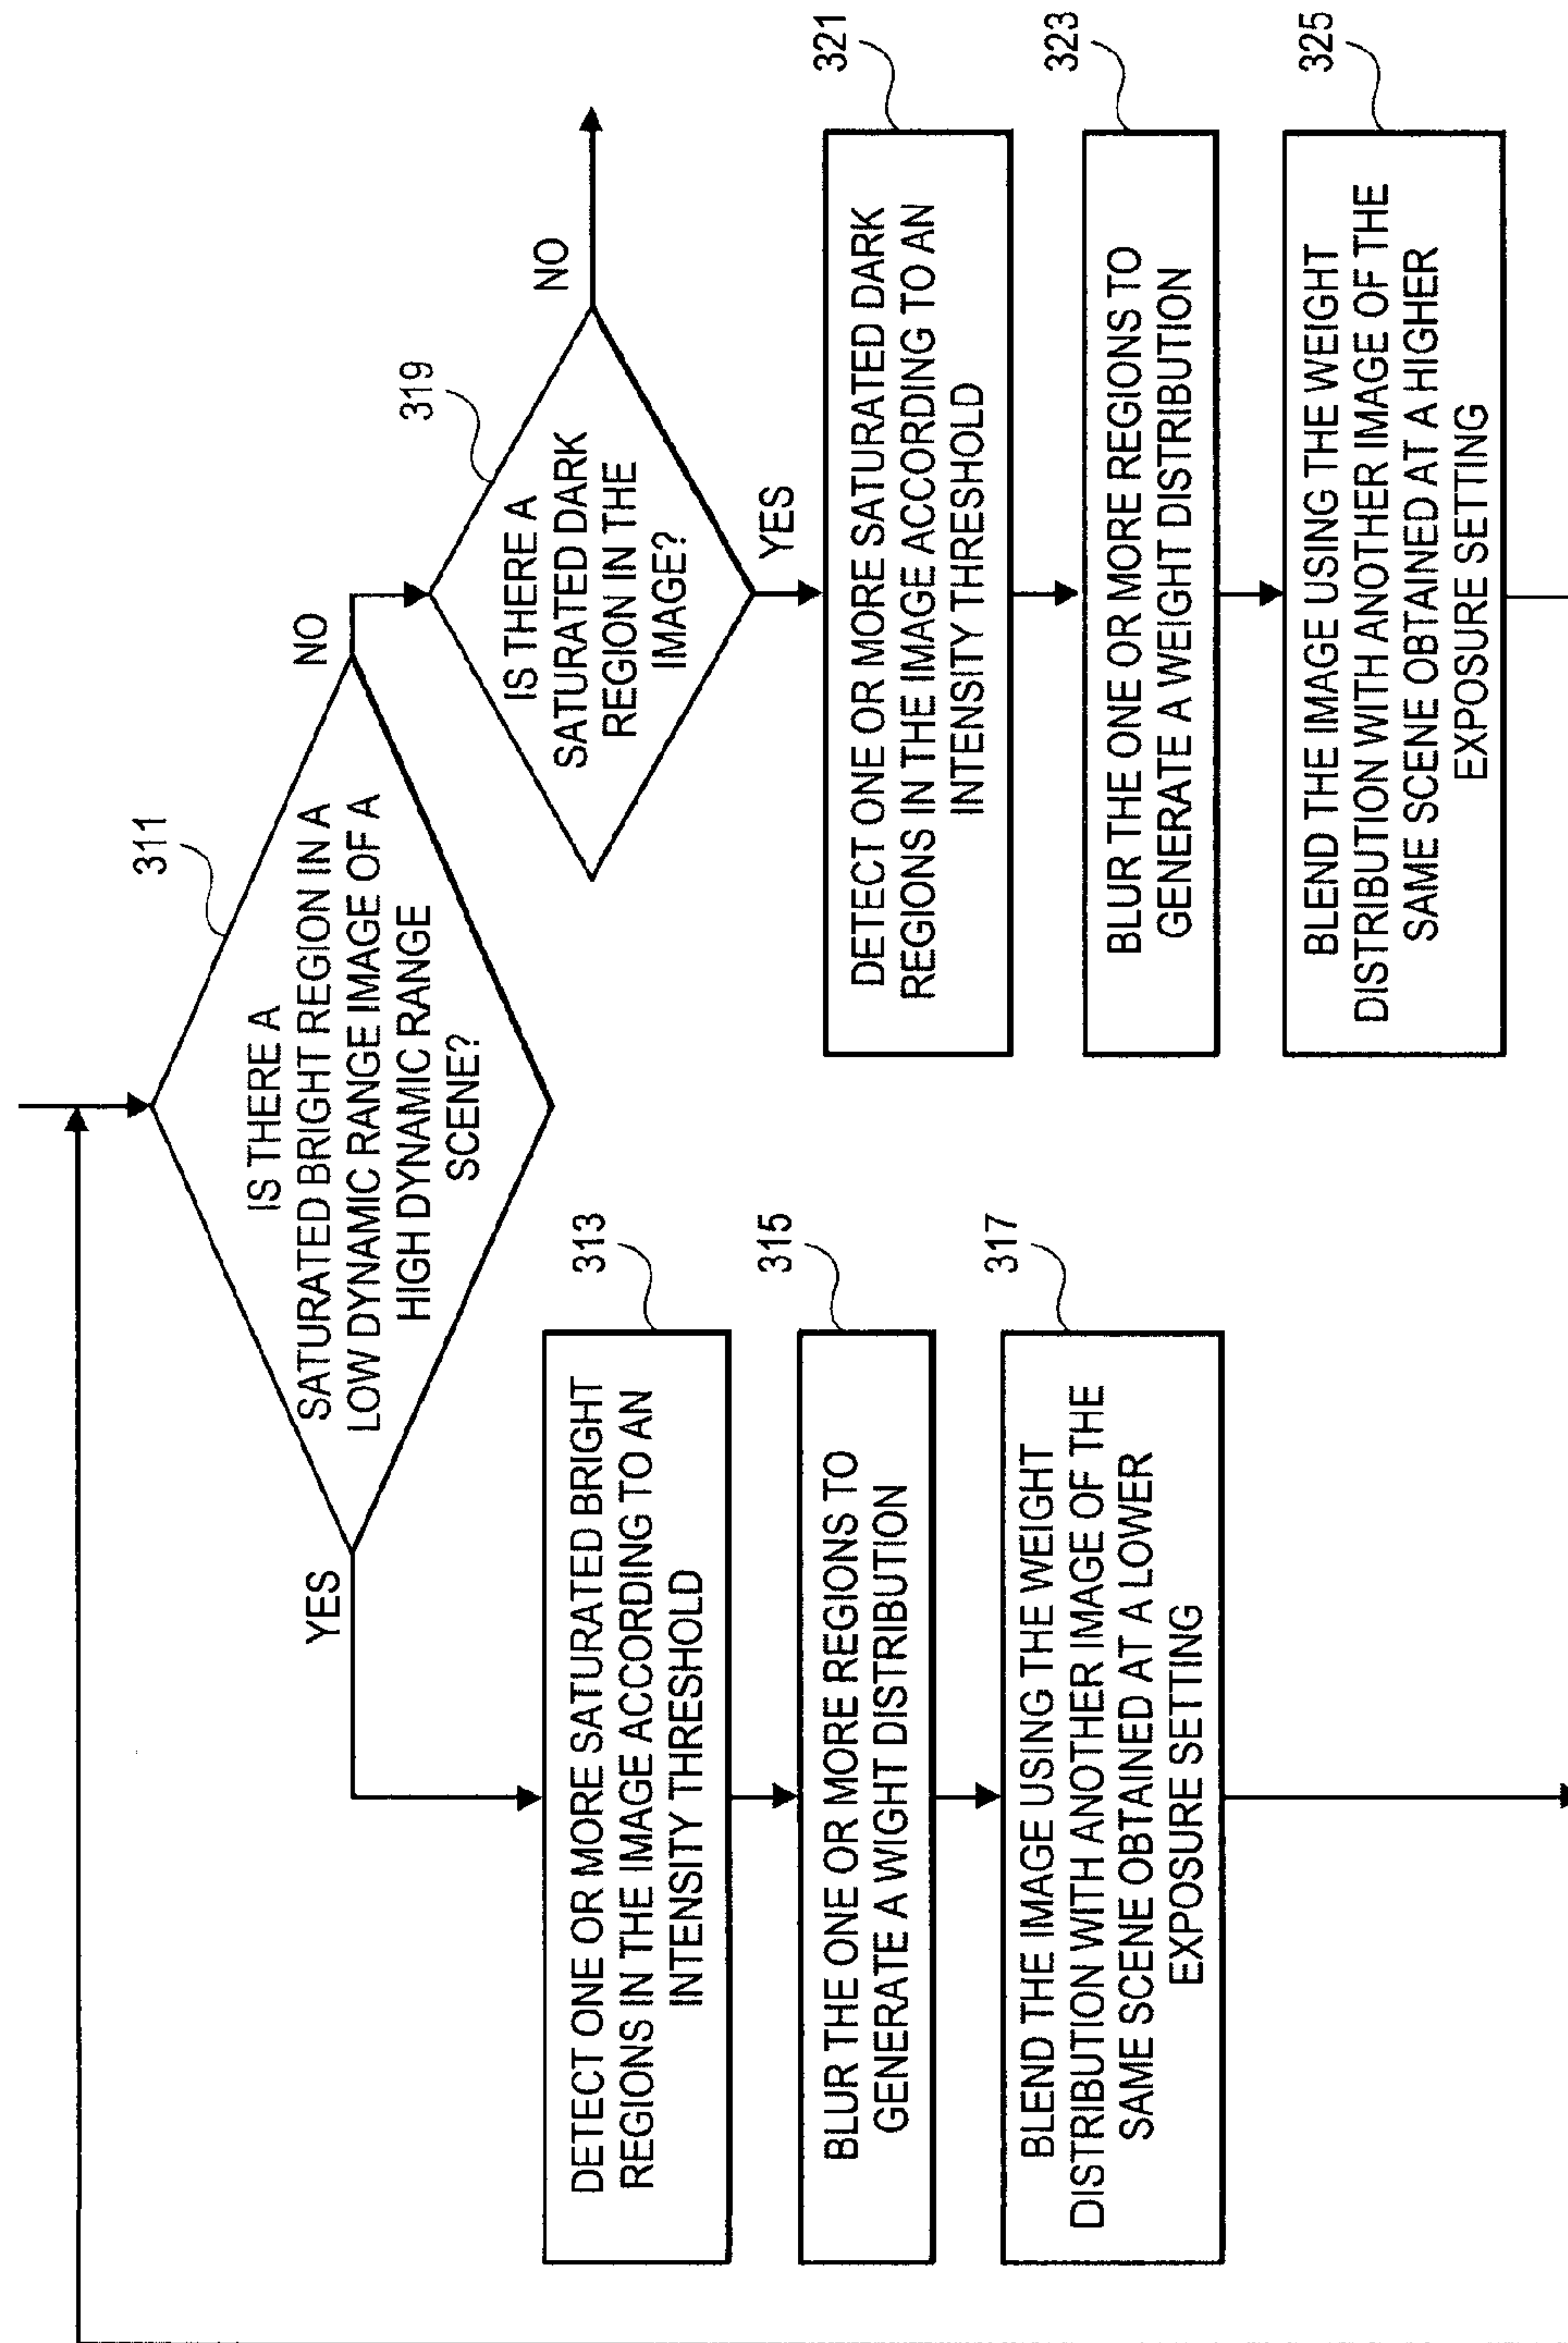 311
IS THERE A
SATURATED BRIGHT REGION IN A
LOW DYNAMIC RANGE IMAGE OF A
HIGH DYNAMIC RANGE
SCENE?
YES
NO
313
DETECT ONE OR MORE SATURATED BRIGHT
REGIONS IN THE IMAGE ACCORDING TO AN
INTENSITY THRESHOLD
315
BLUR THE ONE OR MORE REGIONS TO
GENERATE A WIGHT DISTRIBUTION
317
BLEND THE IMAGE USING THE WEIGHT
DISTRIBUTION WITH ANOTHER IMAGE OF THE
SAME SCENE OBTAINED AT A LOWER
EXPOSURE SETTING
319
IS THERE A
SATURATED DARK
REGION IN THE
IMAGE?
NO
YES
321
DETECT ONE OR MORE SATURATED DARK
REGIONS IN THE IMAGE ACCORDING TO AN
INTENSITY THRESHOLD
323
BLUR THE ONE OR MORE REGIONS TO
GENERATE A WEIGHT DISTRIBUTION
325
BLEND THE IMAGE USING THE WEIGHT
DISTRIBUTION WITH ANOTHER IMAGE OF THE
SAME SCENE OBTAINED AT A HIGHER
EXPOSURE SETTING